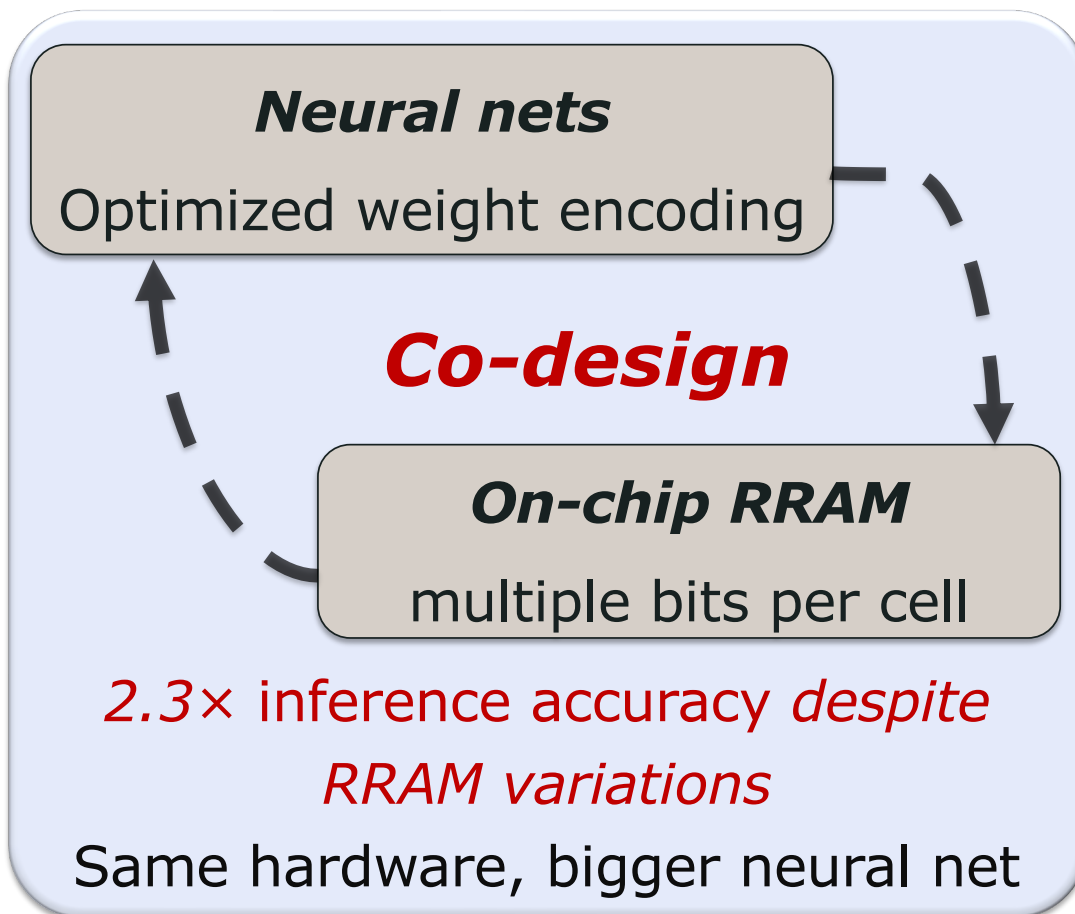 Neural nets
Optimized weight encoding
Co-design
On-chip RRAM
multiple bits per cell
2.3× inference accuracy despite
RRAM variations
Same hardware, bigger neural net